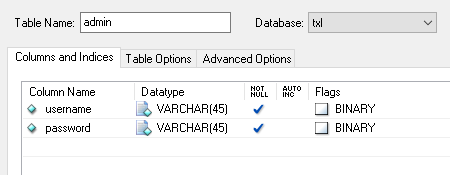 Table Name: admin Database: txl
Columns and Indices Table Options Advanced Options
Column Name Datatype NOT NULL AUTO INC Flags
username VARCHAR(45) BINARY
password VARCHAR(45) BINARY